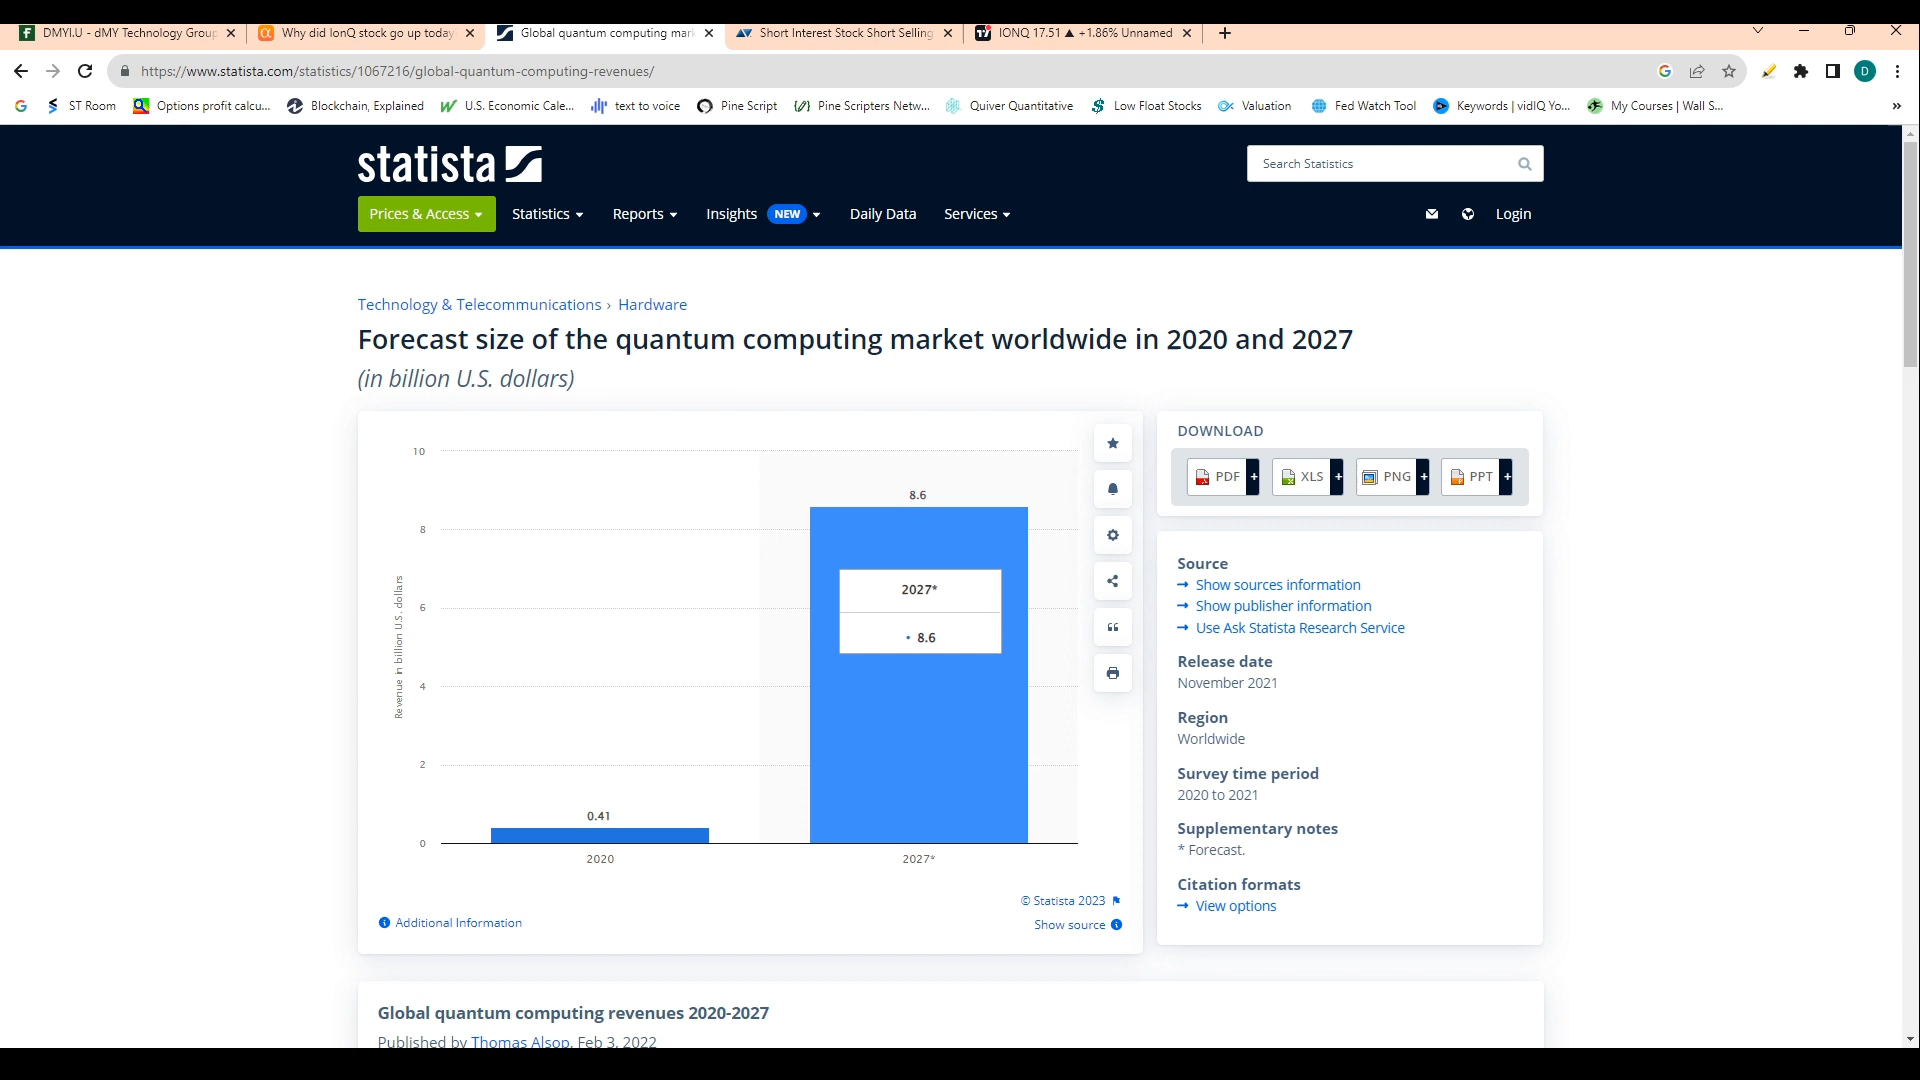 DMYI.U - dMY Technology Group
Why did IonQ stock go up today
Global quantum computing mar
Short Interest Stock Short Selling
IONQ 17.51 ▲ +1.86% Unnamed
https://www.statista.com/statistics/1067216/global-quantum-computing-revenues/
D
ST Room
Options profit calcu...
Blockchain, Explained
U.S. Economic Cale...
text to voice
Pine Script
Pine Scripters Netw...
Quiver Quantitative
Low Float Stocks
Valuation
Fed Watch Tool
Keywords | vidIQ Yo...
My Courses | Wall S...
»
statista
Search Statistics
Prices & Access
Statistics
Reports
Insights NEW
Daily Data
Services
Login
Technology & Telecommunications › Hardware
Forecast size of the quantum computing market worldwide in 2020 and 2027
(in billion U.S. dollars)
Revenue in billion U.S. dollars
10
8
6
4
2
0
0.41
8.6
2027*
• 8.6
2020
2027*
© Statista 2023
Additional Information
Show source
DOWNLOAD
PDF +
XLS +
PNG +
PPT +
Source
→ Show sources information
→ Show publisher information
→ Use Ask Statista Research Service
Release date
November 2021
Region
Worldwide
Survey time period
2020 to 2021
Supplementary notes
* Forecast.
Citation formats
→ View options
Global quantum computing revenues 2020-2027
Published by Thomas Alsop, Feb 3, 2022